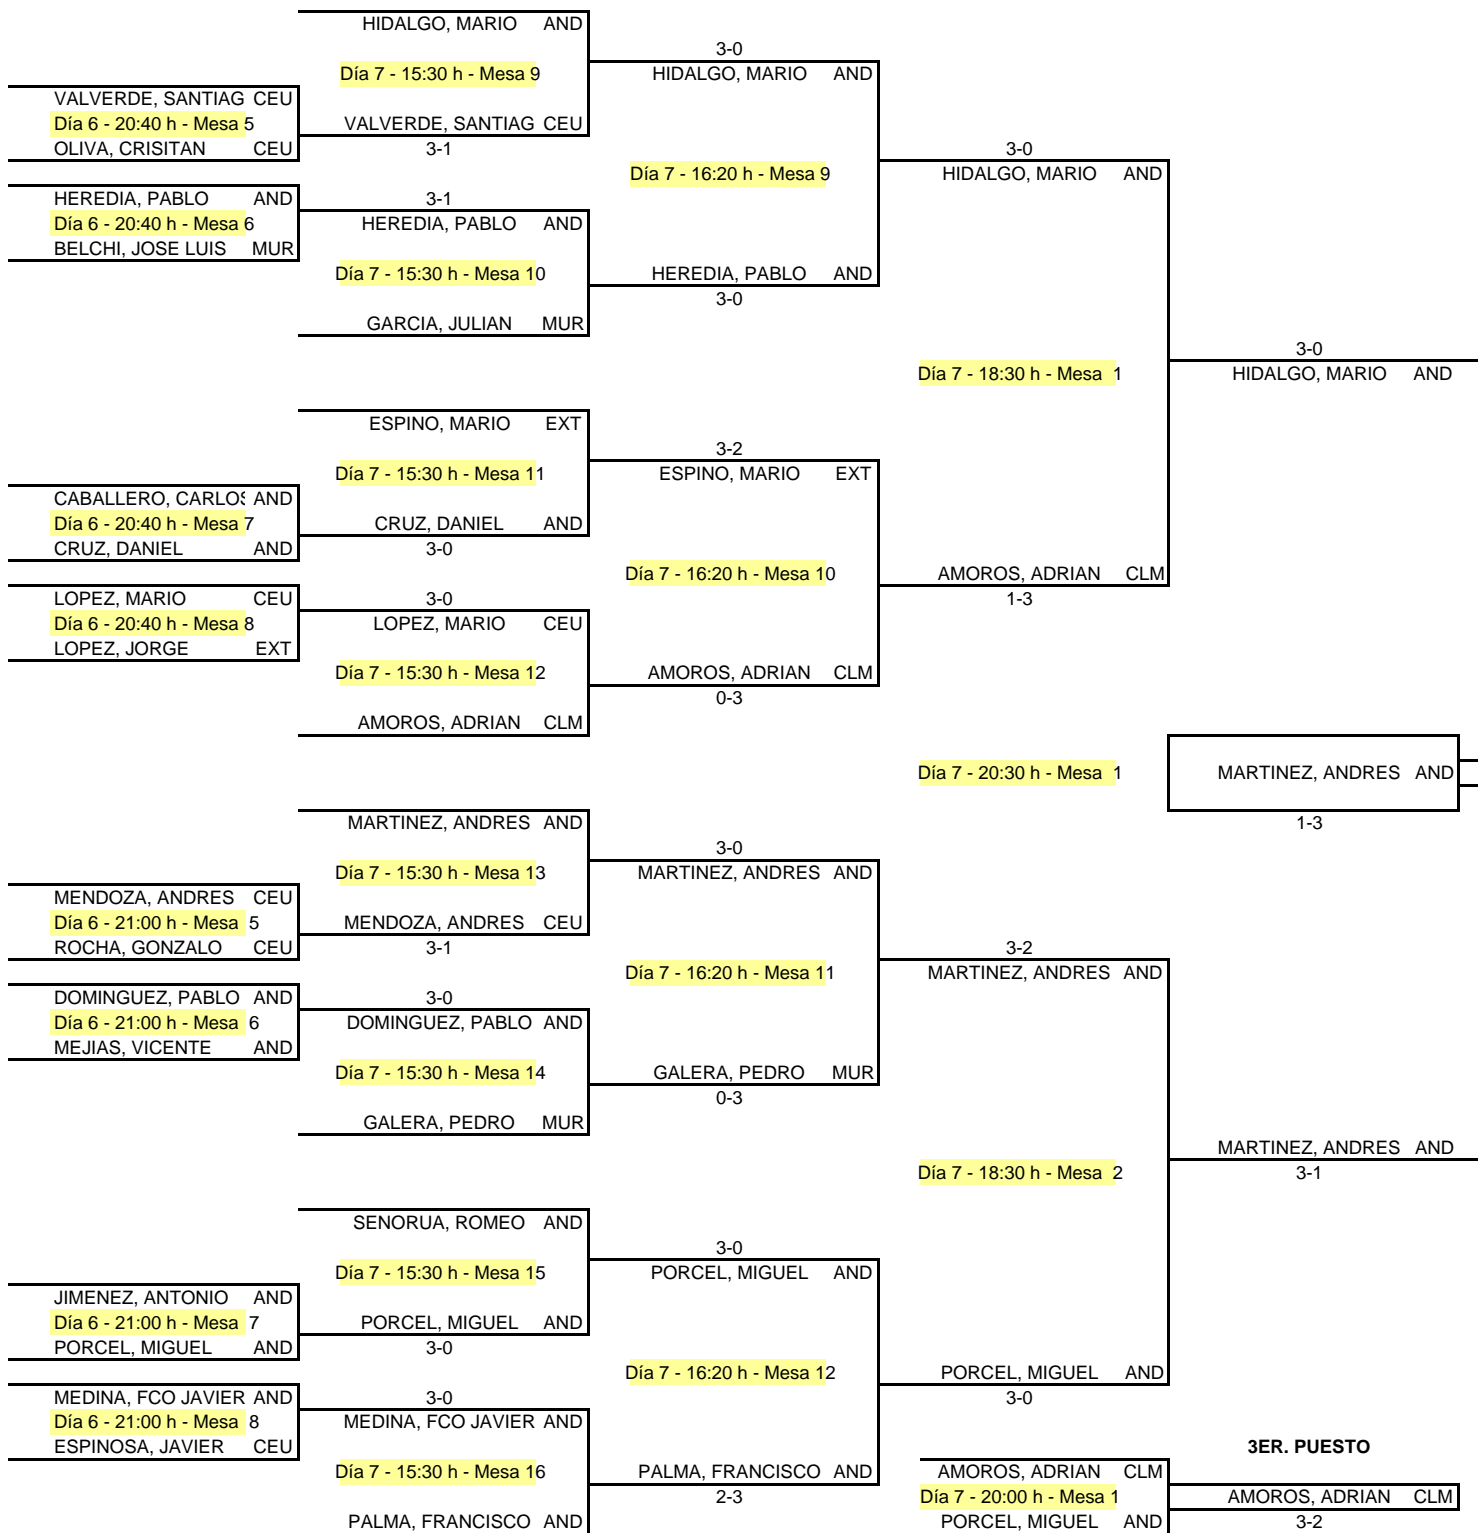 HIDALGO, MARIO AND
3-0
Día 7 - 15:30 h - Mesa 9
HIDALGO, MARIO AND
VALVERDE, SANTIAG CEU
Día 6 - 20:40 h - Mesa 5
VALVERDE, SANTIAG CEU
OLIVA, CRISITAN CEU
3-1
3-0
Día 7 - 16:20 h - Mesa 9
HIDALGO, MARIO AND
HEREDIA, PABLO AND
3-1
Día 6 - 20:40 h - Mesa 6
HEREDIA, PABLO AND
BELCHI, JOSE LUIS MUR
Día 7 - 15:30 h - Mesa 10
HEREDIA, PABLO AND
3-0
GARCIA, JULIAN MUR
3-0
Día 7 - 18:30 h - Mesa 1
HIDALGO, MARIO AND
ESPINO, MARIO EXT
3-2
Día 7 - 15:30 h - Mesa 11
ESPINO, MARIO EXT
CABALLERO, CARLOS AND
Día 6 - 20:40 h - Mesa 7
CRUZ, DANIEL AND
CRUZ, DANIEL AND
3-0
Día 7 - 16:20 h - Mesa 10
AMOROS, ADRIAN CLM
LOPEZ, MARIO CEU
3-0
1-3
Día 6 - 20:40 h - Mesa 8
LOPEZ, MARIO CEU
LOPEZ, JORGE EXT
Día 7 - 15:30 h - Mesa 12
AMOROS, ADRIAN CLM
0-3
AMOROS, ADRIAN CLM
Día 7 - 20:30 h - Mesa 1
MARTINEZ, ANDRES AND
1-3
MARTINEZ, ANDRES AND
3-0
Día 7 - 15:30 h - Mesa 13
MARTINEZ, ANDRES AND
MENDOZA, ANDRES CEU
Día 6 - 21:00 h - Mesa 5
MENDOZA, ANDRES CEU
ROCHA, GONZALO CEU
3-1
3-2
Día 7 - 16:20 h - Mesa 11
MARTINEZ, ANDRES AND
DOMINGUEZ, PABLO AND
3-0
Día 6 - 21:00 h - Mesa 6
DOMINGUEZ, PABLO AND
MEJIAS, VICENTE AND
Día 7 - 15:30 h - Mesa 14
GALERA, PEDRO MUR
0-3
GALERA, PEDRO MUR
MARTINEZ, ANDRES AND
Día 7 - 18:30 h - Mesa 2
3-1
SENORUA, ROMEO AND
3-0
Día 7 - 15:30 h - Mesa 15
PORCEL, MIGUEL AND
JIMENEZ, ANTONIO AND
Día 6 - 21:00 h - Mesa 7
PORCEL, MIGUEL AND
PORCEL, MIGUEL AND
3-0
Día 7 - 16:20 h - Mesa 12
PORCEL, MIGUEL AND
MEDINA, FCO JAVIER AND
3-0
3-0
Día 6 - 21:00 h - Mesa 8
MEDINA, FCO JAVIER AND
ESPINOSA, JAVIER CEU
3ER. PUESTO
Día 7 - 15:30 h - Mesa 16
PALMA, FRANCISCO AND
AMOROS, ADRIAN CLM
2-3
Día 7 - 20:00 h - Mesa 1
AMOROS, ADRIAN CLM
PALMA, FRANCISCO AND
PORCEL, MIGUEL AND
3-2